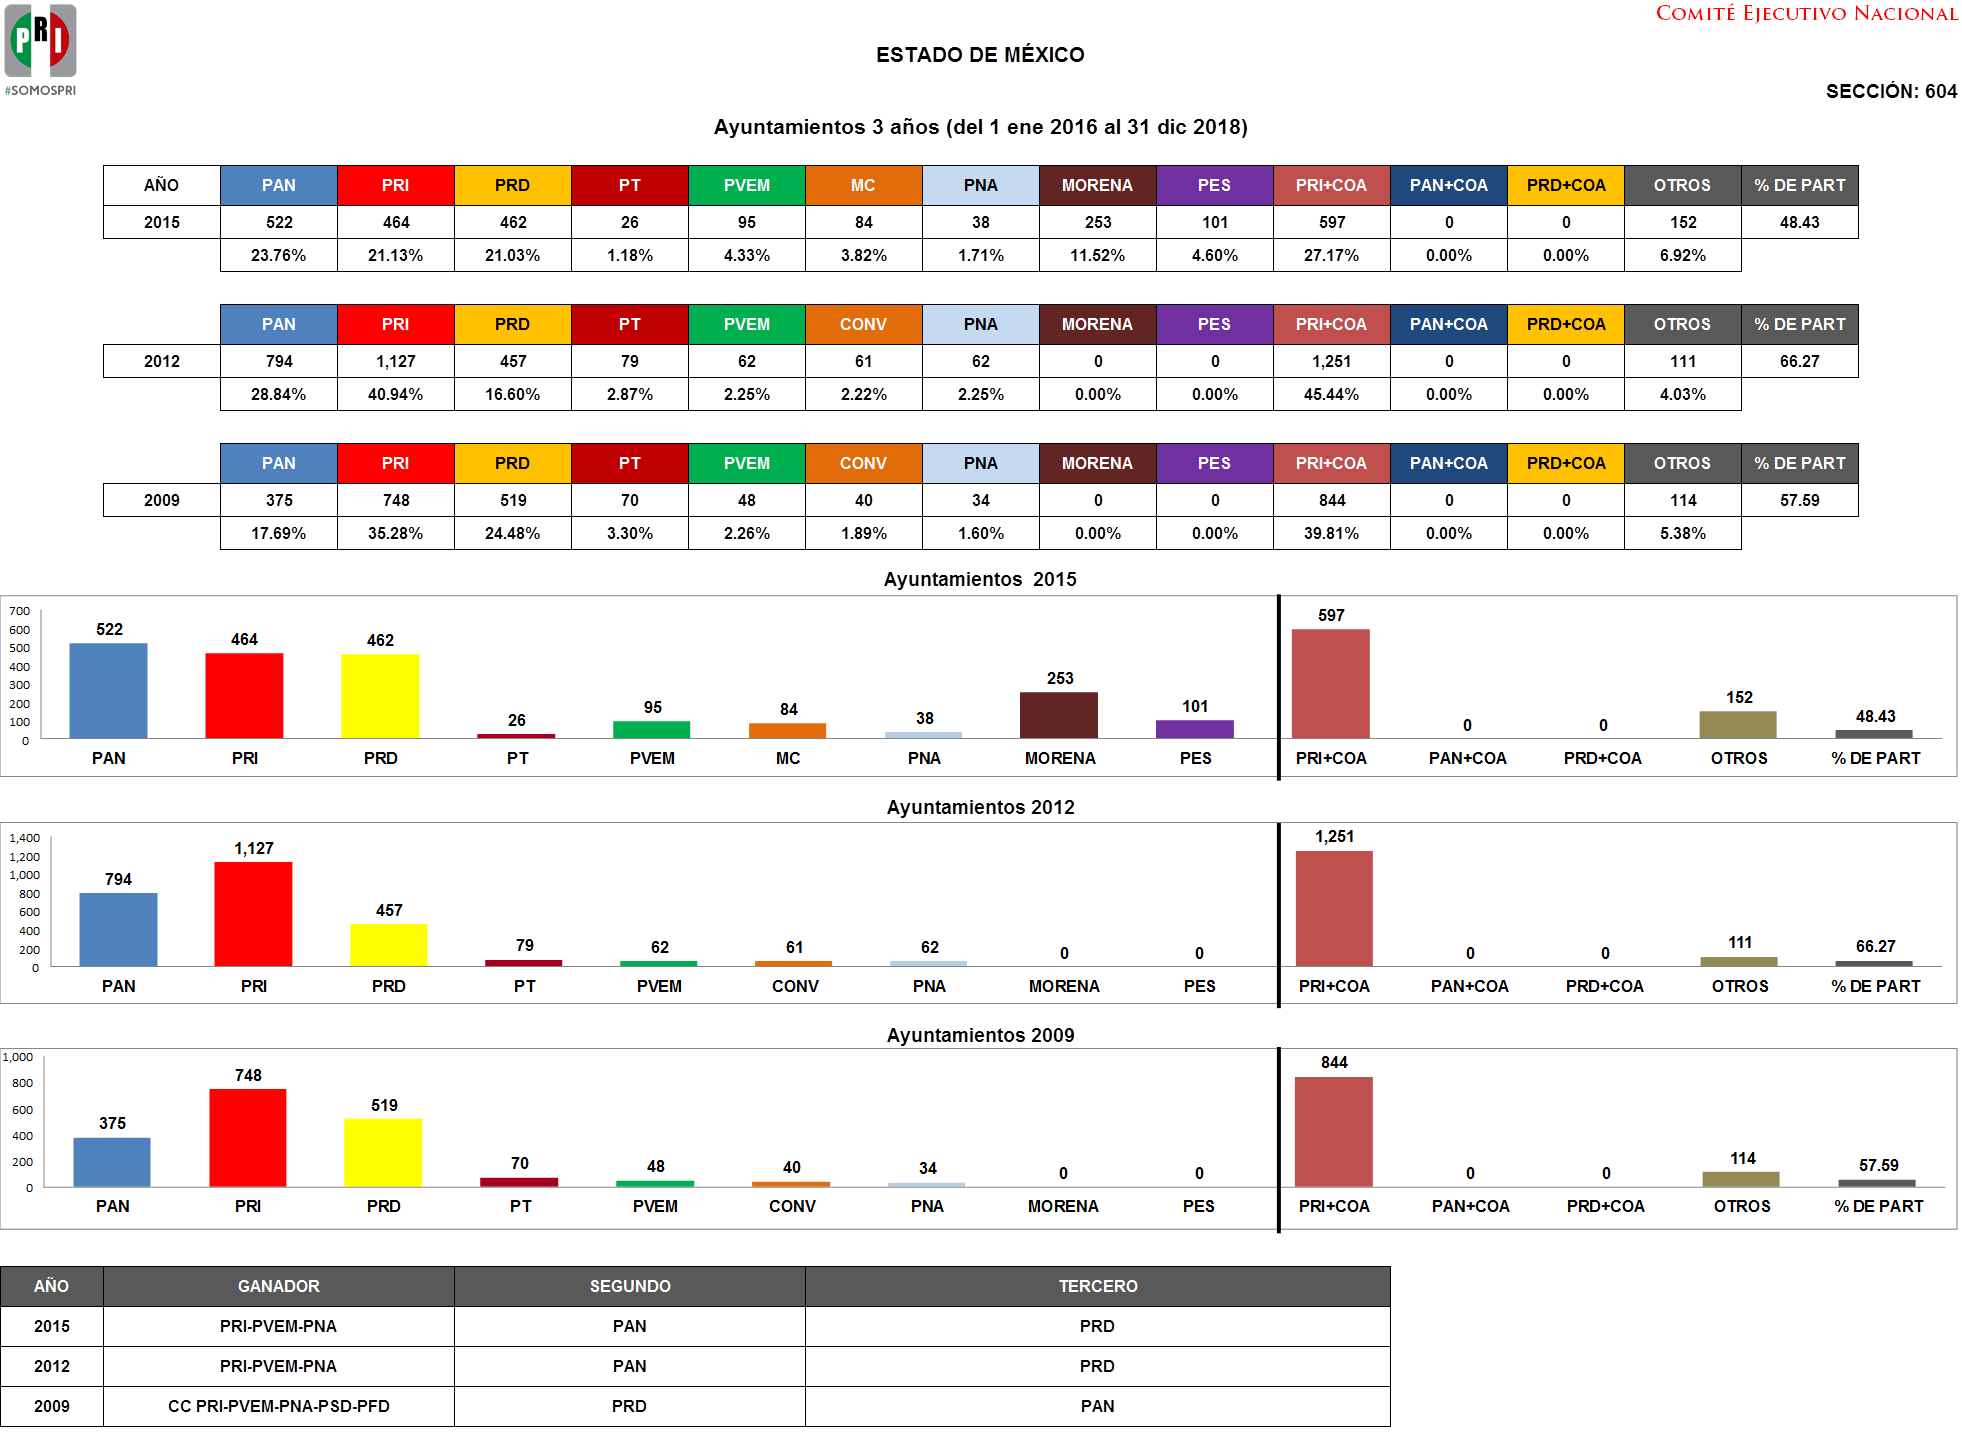 PRI
#SOMOSPRI
COMITÉ EJECUTIVO NACIONAL
ESTADO DE MÉXICO
SECCIÓN: 604
Ayuntamientos 3 años (del 1 ene 2016 al 31 dic 2018)
AÑO PAN PRI PRD PT PVEM MC PNA MORENA PES PRI+COA PAN+COA PRD+COA OTROS % DE PART
2015 522 464 462 26 95 84 38 253 101 597 0 0 152 48.43
23.76% 21.13% 21.03% 1.18% 4.33% 3.82% 1.71% 11.52% 4.60% 27.17% 0.00% 0.00% 6.92%
PAN PRI PRD PT PVEM CONV PNA MORENA PES PRI+COA PAN+COA PRD+COA OTROS % DE PART
2012 794 1,127 457 79 62 61 62 0 0 1,251 0 0 111 66.27
28.84% 40.94% 16.60% 2.87% 2.25% 2.22% 2.25% 0.00% 0.00% 45.44% 0.00% 0.00% 4.03%
PAN PRI PRD PT PVEM CONV PNA MORENA PES PRI+COA PAN+COA PRD+COA OTROS % DE PART
2009 375 748 519 70 48 40 34 0 0 844 0 0 114 57.59
17.69% 35.28% 24.48% 3.30% 2.26% 1.89% 1.60% 0.00% 0.00% 39.81% 0.00% 0.00% 5.38%
Ayuntamientos 2015
700
600
500
400
300
200
100
0
522 464 462 26 95 84 38 253 101 597 0 0 152 48.43
PAN PRI PRD PT PVEM MC PNA MORENA PES PRI+COA PAN+COA PRD+COA OTROS % DE PART
Ayuntamientos 2012
1,400
1,200
1,000
800
600
400
200
0
794 1,127 457 79 62 61 62 0 0 1,251 0 0 111 66.27
PAN PRI PRD PT PVEM CONV PNA MORENA PES PRI+COA PAN+COA PRD+COA OTROS % DE PART
Ayuntamientos 2009
1,000
800
600
400
200
0
375 748 519 70 48 40 34 0 0 844 0 0 114 57.59
PAN PRI PRD PT PVEM CONV PNA MORENA PES PRI+COA PAN+COA PRD+COA OTROS % DE PART
AÑO GANADOR SEGUNDO TERCERO
2015 PRI-PVEM-PNA PAN PRD
2012 PRI-PVEM-PNA PAN PRD
2009 CC PRI-PVEM-PNA-PSD-PFD PRD PAN